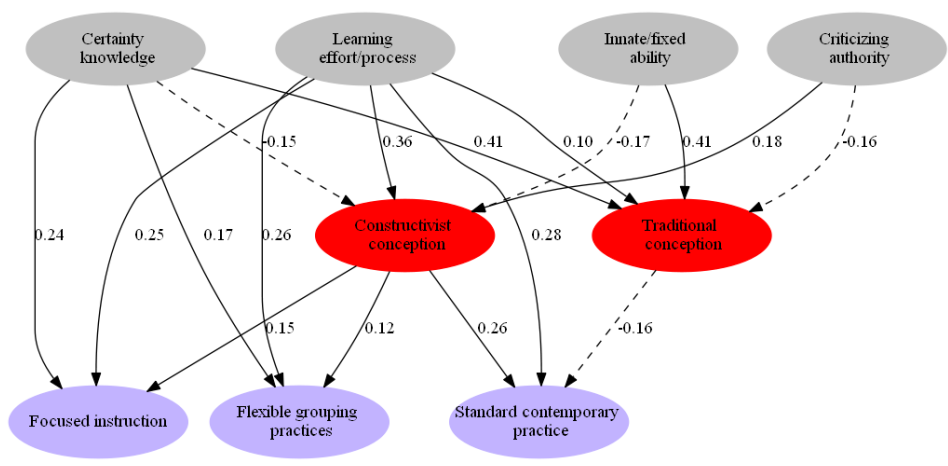 Certainty
knowledge
Learning
effort/process
Innate/fixed
ability
Criticizing
authority
-0.15
0.36
0.41
0.10
-0.17
0.41
0.18
-0.16
Constructivist
conception
Traditional
conception
0.24
0.25
0.17
0.26
0.28
0.15
0.12
0.26
-0.16
Focused instruction
Flexible grouping
practices
Standard contemporary
practice